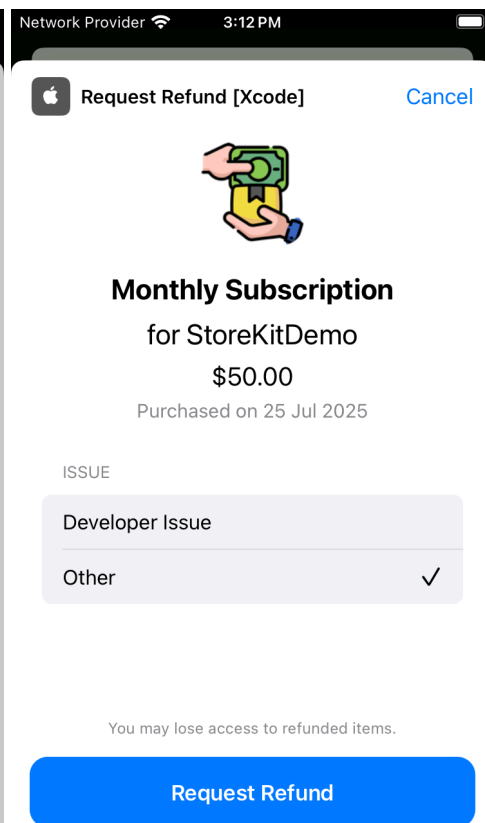 Network Provider 3:12 PM
Request Refund [Xcode] Cancel
Monthly Subscription
for StoreKitDemo
$50.00
Purchased on 25 Jul 2025
ISSUE
Developer Issue
Other
You may lose access to refunded items.
Request Refund